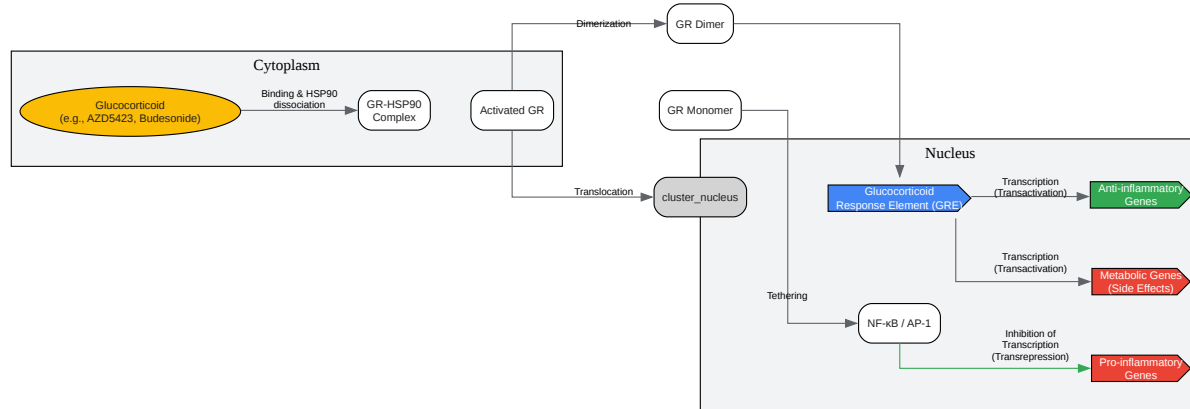 Dimerization
GR Dimer
Cytoplasm
Glucocorticoid
(e.g., AZD5423, Budesonide)
Binding & HSP90
dissociation
GR-HSP90
Complex
Activated GR
GR Monomer
Nucleus
Translocation
cluster_nucleus
Glucocorticoid
Response Element (GRE)
Transcription
(Transactivation)
Anti-inflammatory
Genes
Transcription
(Transactivation)
Metabolic Genes
(Side Effects)
Tethering
NF-κB / AP-1
Inhibition of
Transcription
(Transrepression)
Pro-inflammatory
Genes